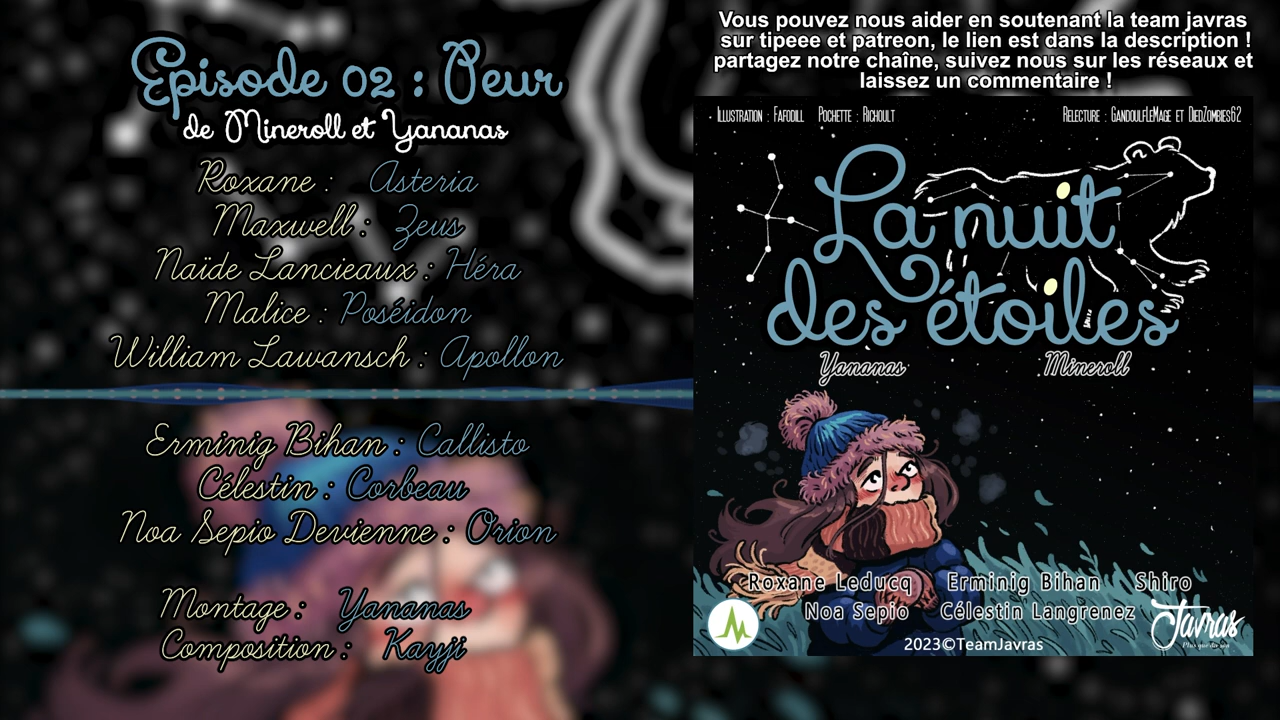 Episode 02 : Peur
de Mineroll et Yananas
Roxane : Asteria
Maxwell : Zeus
Naïde Lancieaux : Héra
Malice : Poséidon
William Lawansch : Apollon
Erminig Bihan : Callisto
Célestin : Corbeau
Noa Sepio Devienne : Orion
Montage : Yananas
Composition : Kayji
Vous pouvez nous aider en soutenant la team javras
sur tipeee et patreon, le lien est dans la description !
partagez notre chaîne, suivez nous sur les réseaux et
laissez un commentaire !
Illustration : Fafodill Pochette : Richoult
Relecture : GandoulfLeMage et DiedZombies62
La nuit
des étoiles
Yananas Mineroll
Roxane Leducq Erminig Bihan Shiro
Noa Sepio Célestin Langrenez
Javras
2023©TeamJavras